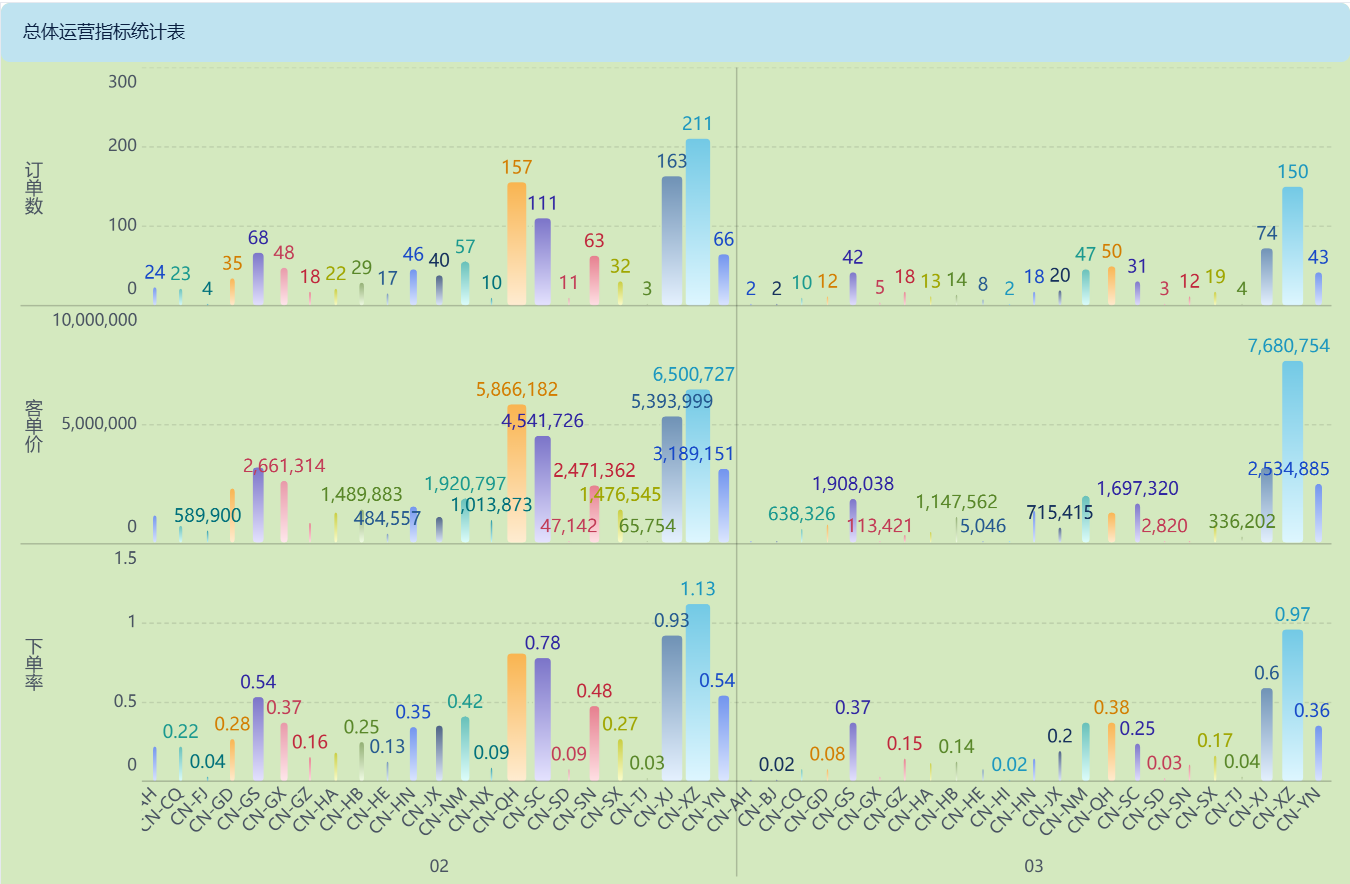 总体运营指标统计表
订单数
300
200
100
0
24 23 4 35 68 48 18 22 29 17 46 40 57 10 157 111 11 63 32 3 163 211 66
2 2 10 12 42 5 18 13 14 8 2 18 20 47 50 31 3 12 19 4 74 150 43
客单价
10,000,000
5,000,000
0
589,900 2,661,314 1,489,883 484,557 1,920,797 1,013,873 5,866,182 4,541,726 47,142 2,471,362 1,476,545 65,754 5,393,999 6,500,727 3,189,151
638,326 1,908,038 113,421 1,147,562 5,046 715,415 1,697,320 2,820 336,202 7,680,754 2,534,885
下单率
1.5
1
0.5
0
0.22 0.04 0.28 0.54 0.37 0.16 0.25 0.13 0.35 0.42 0.09 0.78 0.09 0.48 0.27 0.03 0.93 1.13 0.54
0.02 0.08 0.37 0.15 0.14 0.02 0.2 0.38 0.25 0.03 0.17 0.04 0.6 0.97 0.36
CN-CQ CN-FJ CN-GD CN-GS CN-GX CN-GZ CN-HA CN-HB CN-HE CN-HN CN-JX CN-NM CN-NX CN-QH CN-SC CN-SD CN-SN CN-SX CN-TJ CN-XJ CN-XZ CN-YN
CN-AH CN-BJ CN-CQ CN-GD CN-GS CN-GX CN-GZ CN-HA CN-HB CN-HE CN-HI CN-HN CN-JX CN-NM CN-QH CN-SC CN-SD CN-SN CN-SX CN-TJ CN-XJ CN-XZ CN-YN
02
03